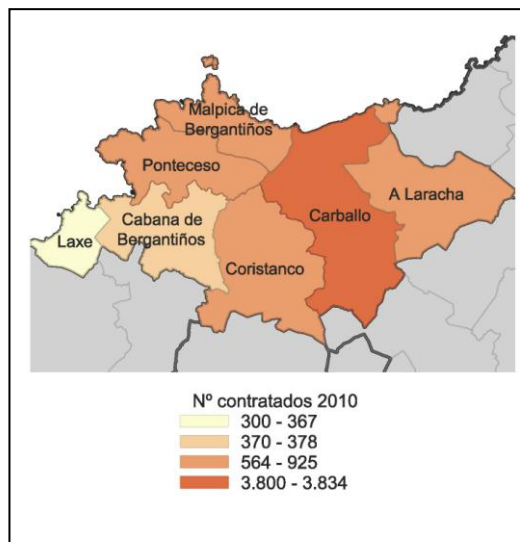 Malpica de
Bergantiños
Ponteceso
A Laracha
Cabana de
Bergantiños
Carballo
Laxe
Coristanco
Nº contratados 2010
300 - 367
370 - 378
564 - 925
3.800 - 3.834